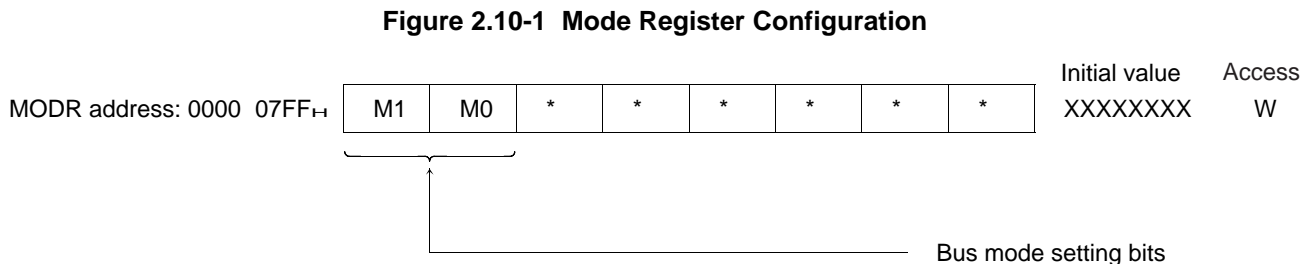 Figure 2.10-1 Mode Register Configuration
Initial value Access
MODR address: 0000 07FFH M1 M0 * * * * * * XXXXXXXX W
Bus mode setting bits